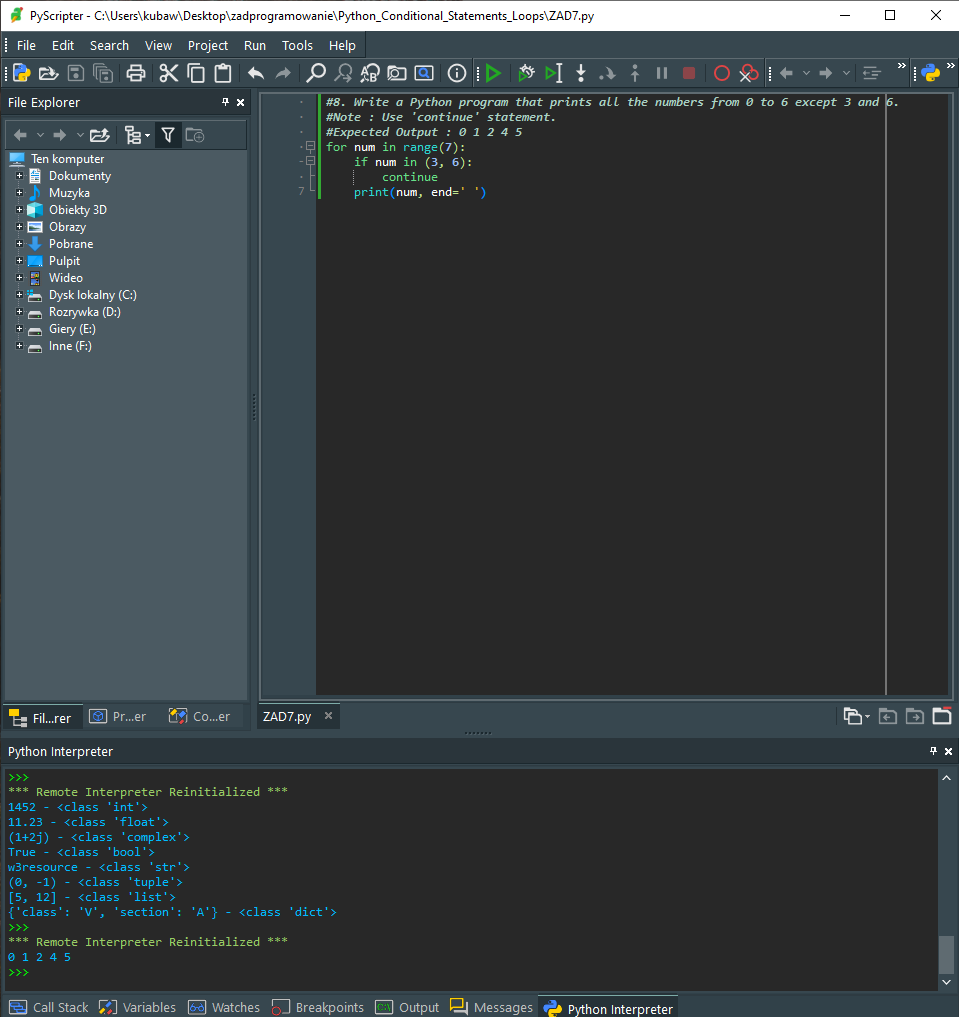 PyScripter - C:\Users\kubaw\Desktop\zadprogramowanie\Python_Conditional_Statements_Loops\ZAD7.py
File Edit Search View Project Run Tools Help
File Explorer
Ten komputer
Dokumenty
Muzyka
Obiekty 3D
Obrazy
Pobrane
Pulpit
Wideo
Dysk lokalny (C:)
Rozrywka (D:)
Giery (E:)
Inne (F:)
Fil...rer Pr...er Co...er
#8. Write a Python program that prints all the numbers from 0 to 6 except 3 and 6.
#Note : Use 'continue' statement.
#Expected Output : 0 1 2 4 5
for num in range(7):
    if num in (3, 6):
        continue
7    print(num, end=' ')
ZAD7.py
Python Interpreter
>>>
*** Remote Interpreter Reinitialized ***
1452 - <class 'int'>
11.23 - <class 'float'>
(1+2j) - <class 'complex'>
True - <class 'bool'>
w3resource - <class 'str'>
(0, -1) - <class 'tuple'>
[5, 12] - <class 'list'>
{'class': 'V', 'section': 'A'} - <class 'dict'>
>>>
*** Remote Interpreter Reinitialized ***
0 1 2 4 5
>>>
Call Stack Variables Watches Breakpoints Output Messages Python Interpreter